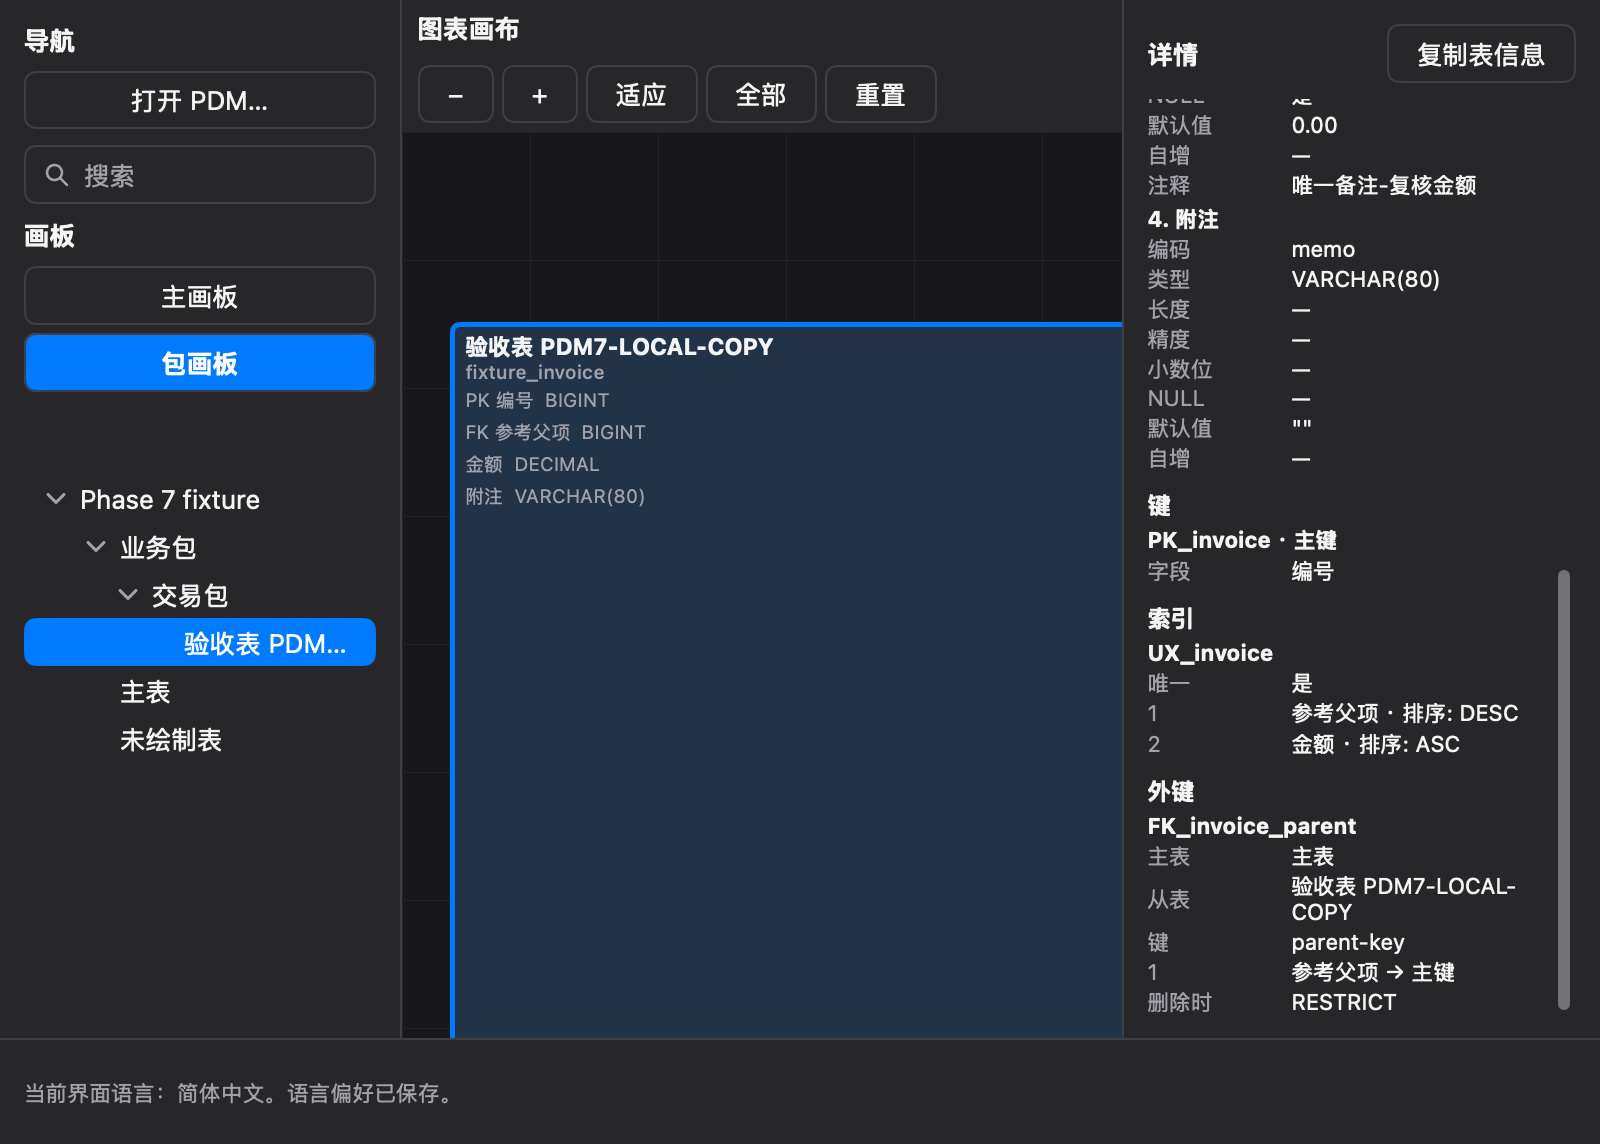 导航
打开 PDM...
搜索
画板
主画板
包画板
Phase 7 fixture
业务包
交易包
验收表 PDM...
主表
未绘制表
图表画布
−
+
适应
全部
重置
验收表 PDM7-LOCAL-COPY
fixture_invoice
PK 编号 BIGINT
FK 参考父项 BIGINT
金额 DECIMAL
附注 VARCHAR(80)
详情
复制表信息
NULL 是
默认值 0.00
自增 —
注释 唯一备注-复核金额
4. 附注
编码 memo
类型 VARCHAR(80)
长度 —
精度 —
小数位 —
NULL —
默认值 ""
自增 —
键
PK_invoice · 主键
字段 编号
索引
UX_invoice
唯一 是
1 参考父项 · 排序: DESC
2 金额 · 排序: ASC
外键
FK_invoice_parent
主表 主表
从表 验收表 PDM7-LOCAL-
COPY
键 parent-key
1 参考父项 → 主键
删除时 RESTRICT
当前界面语言：简体中文。语言偏好已保存。